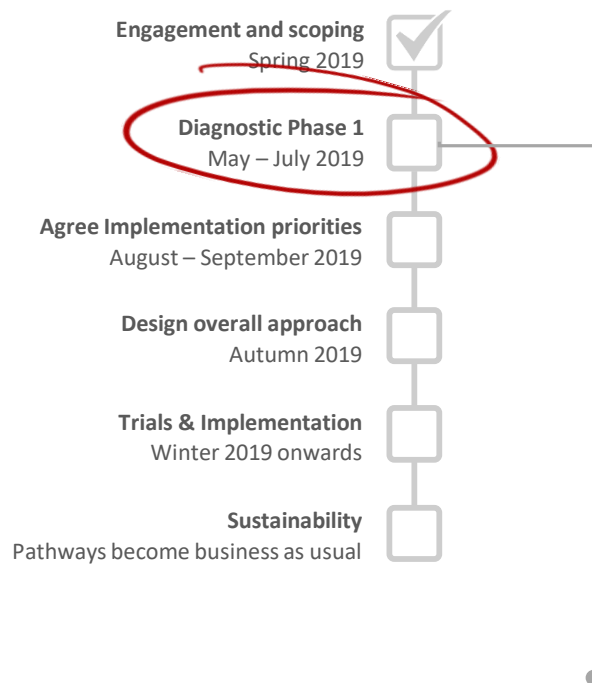 Engagement and scoping
Spring 2019
Diagnostic Phase 1
May – July 2019
Agree Implementation priorities
August – September 2019
Design overall approach
Autumn 2019
Trials & Implementation
Winter 2019 onwards
Sustainability
Pathways become business as usual